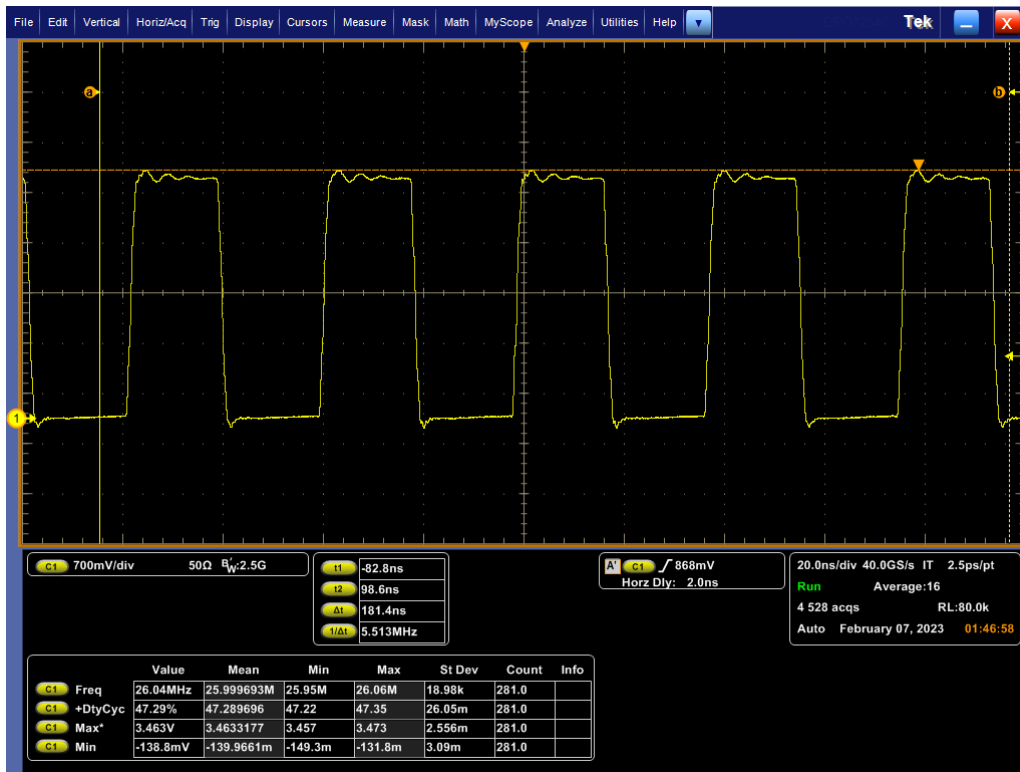 File Edit Vertical Horiz/Acq Trig Display Cursors Measure Mask Math MyScope Analyze Utilities Help Tek X
a b
1
C1 700mV/div 50Ω BW:2.5G
t1 -82.8ns
t2 98.6ns
Δt 181.4ns
1/Δt 5.513MHz
A' C1 868mV
Horz Dly: 2.0ns
20.0ns/div 40.0GS/s IT 2.5ps/pt
Run Average:16
4 528 acqs RL:80.0k
Auto February 07, 2023 01:46:58
Value Mean Min Max St Dev Count Info
C1 Freq 26.04MHz 25.999693M 25.95M 26.06M 18.98k 281.0
C1 +DtyCyc 47.29% 47.289696 47.22 47.35 26.05m 281.0
C1 Max* 3.463V 3.4633177 3.457 3.473 2.556m 281.0
C1 Min -138.8mV -139.9661m -149.3m -131.8m 3.09m 281.0